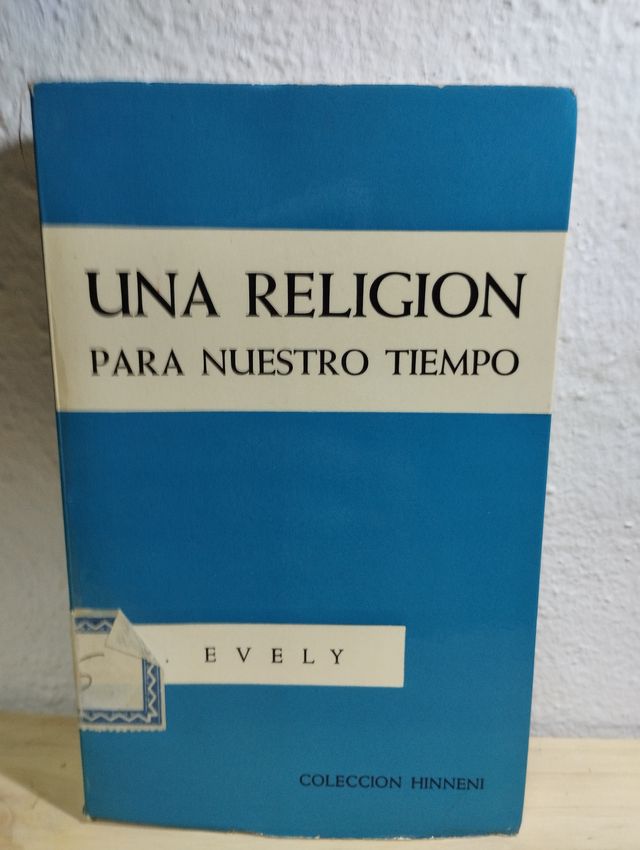 UNA RELIGION
PARA NUESTRO TIEMPO
. EVELY
COLECCION HINNENI